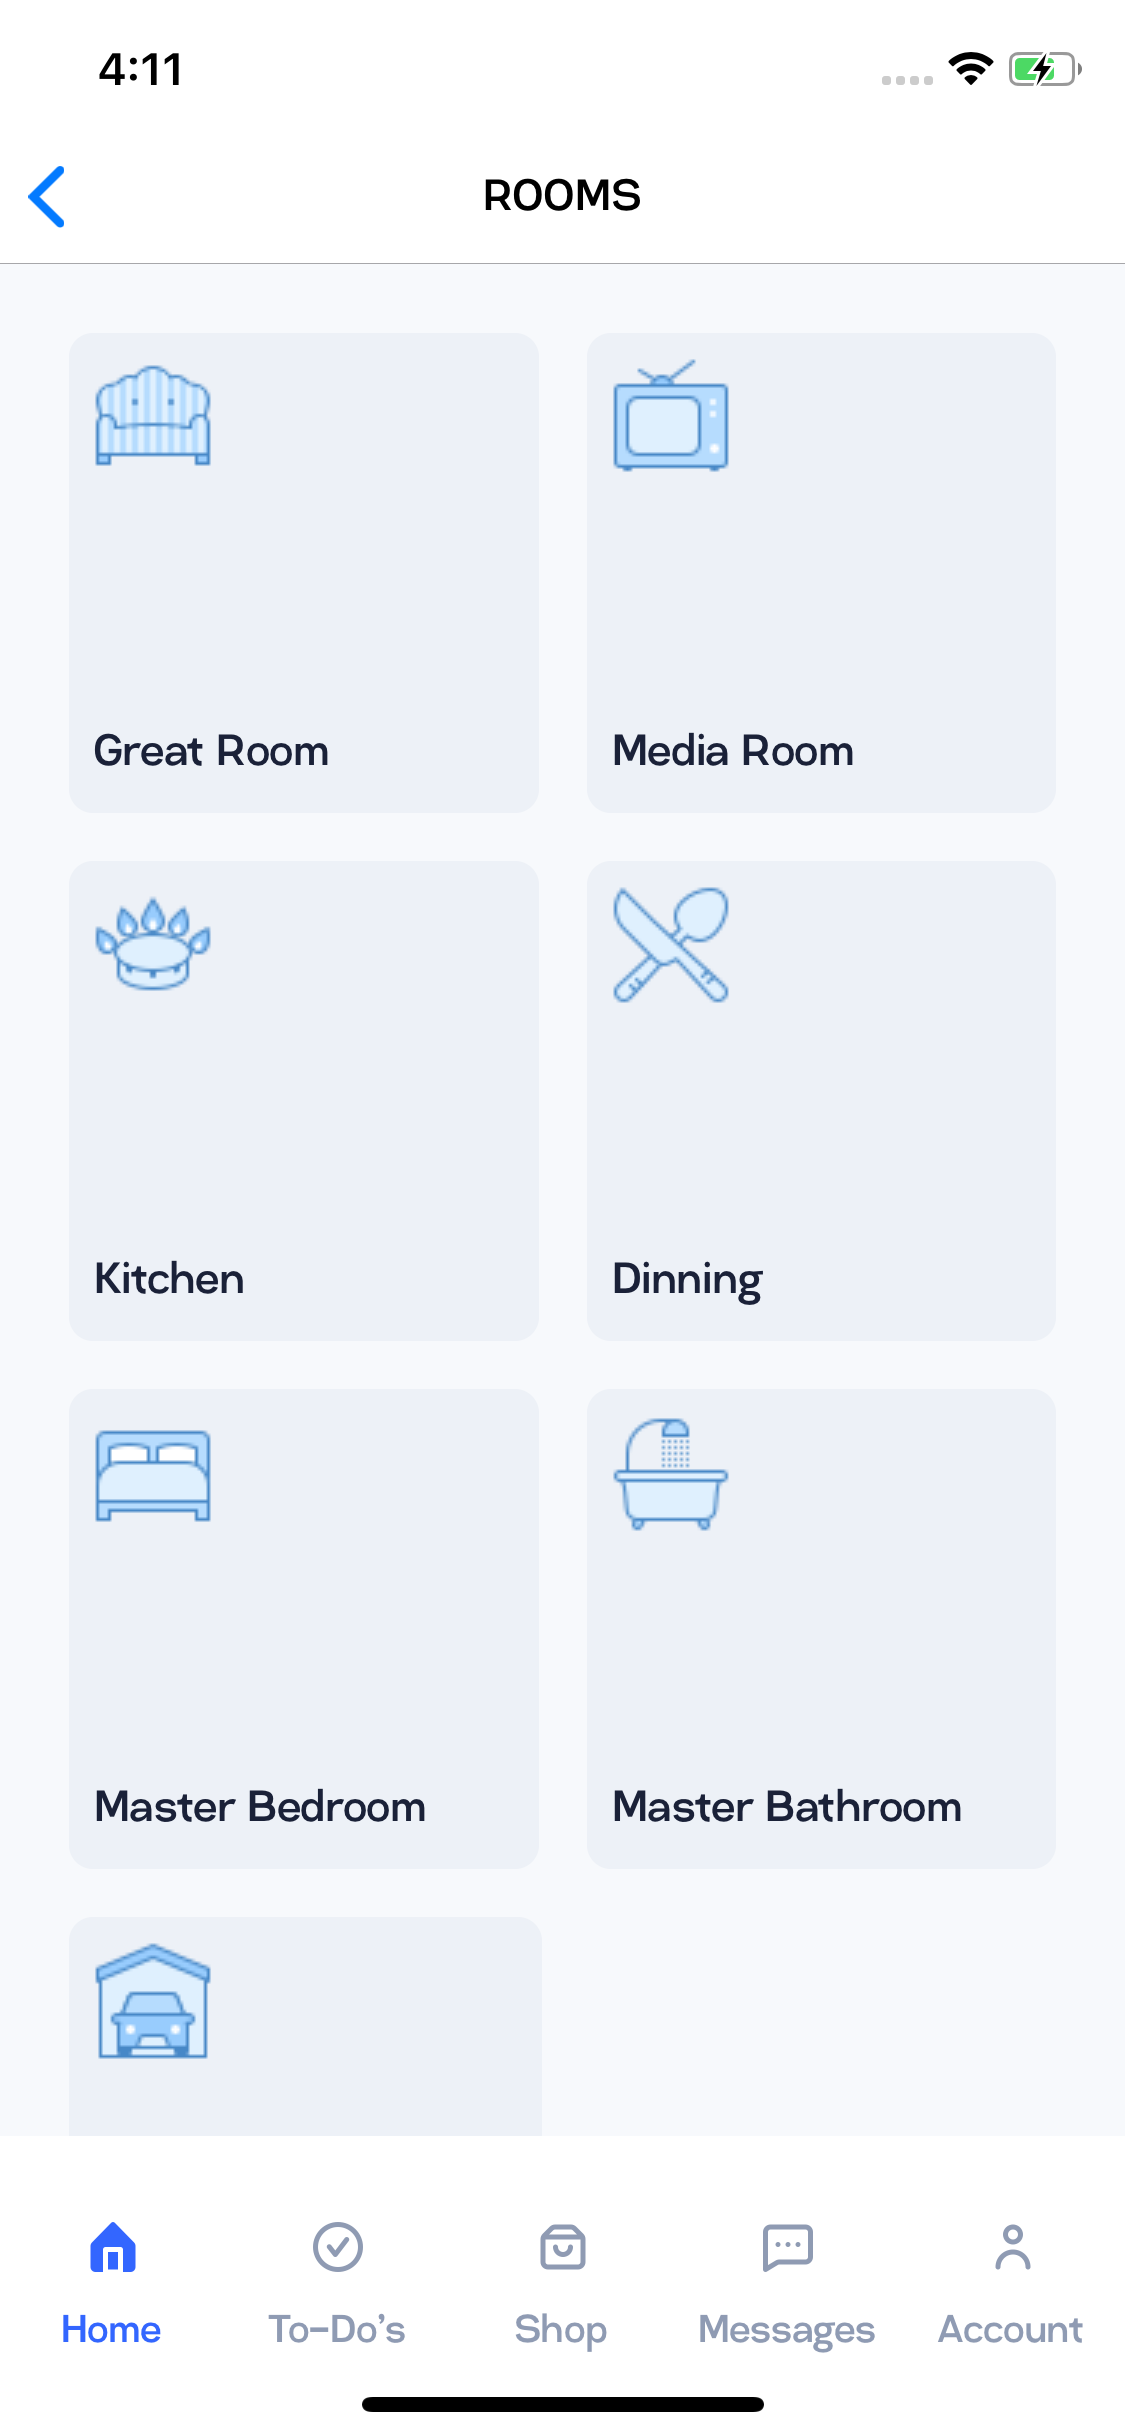 4:11
ROOMS
Great Room
Media Room
Kitchen
Dinning
Master Bedroom
Master Bathroom
Home
To-Do's
Shop
Messages
Account